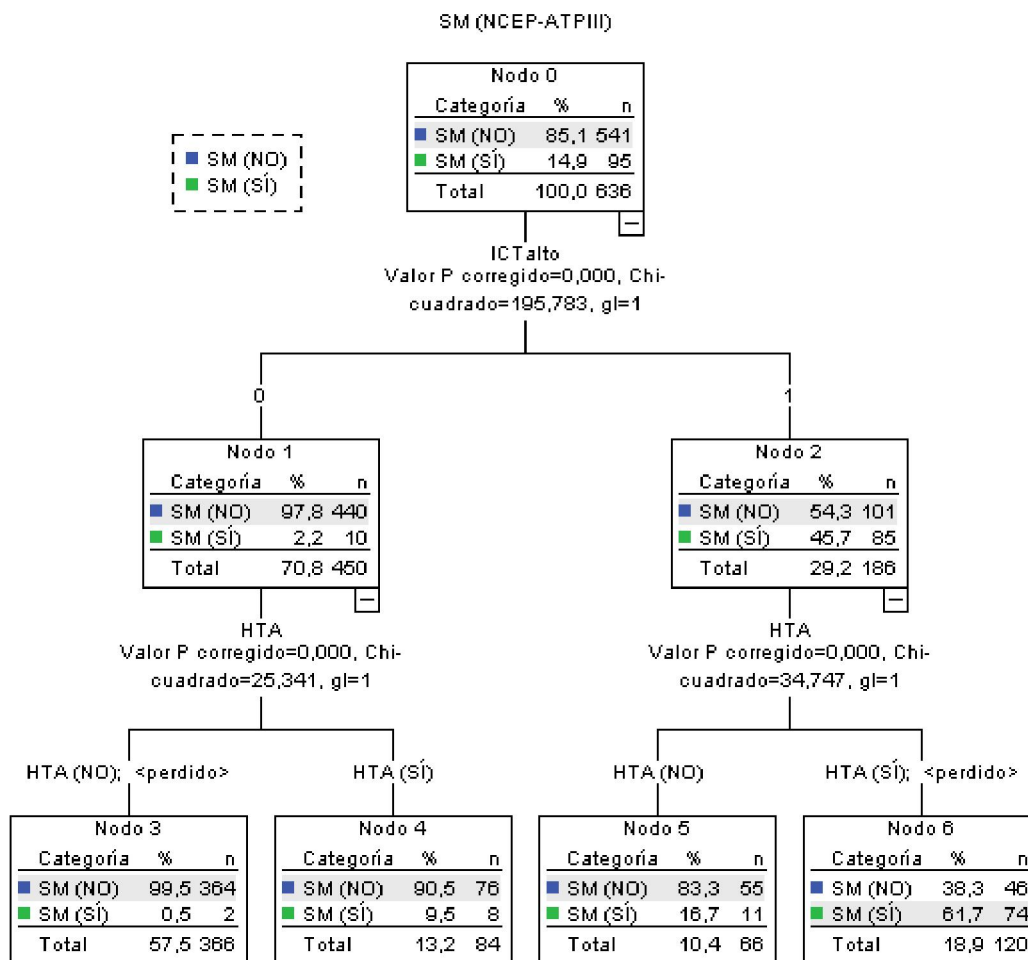 SM (NCEP-ATPIII)
SM (NO)
SM (SÍ)
Nodo 0
Categoría % n
SM (NO) 85,1 541
SM (SÍ) 14,9 95
Total 100,0 636
ICTalto
Valor P corregido=0,000, Chi-
cuadrado=195,783, gl=1
0
1
Nodo 1
Categoría % n
SM (NO) 97,8 440
SM (SÍ) 2,2 10
Total 70,8 450
Nodo 2
Categoría % n
SM (NO) 54,3 101
SM (SÍ) 45,7 85
Total 29,2 186
HTA
Valor P corregido=0,000, Chi-
cuadrado=25,341, gl=1
HTA
Valor P corregido=0,000, Chi-
cuadrado=34,747, gl=1
HTA (NO); <perdido>
HTA (SÍ)
HTA (NO)
HTA (SÍ); <perdido>
Nodo 3
Categoría % n
SM (NO) 99,5 364
SM (SÍ) 0,5 2
Total 57,5 366
Nodo 4
Categoría % n
SM (NO) 90,5 76
SM (SÍ) 9,5 8
Total 13,2 84
Nodo 5
Categoría % n
SM (NO) 83,3 55
SM (SÍ) 16,7 11
Total 10,4 66
Nodo 6
Categoría % n
SM (NO) 38,3 46
SM (SÍ) 61,7 74
Total 18,9 120